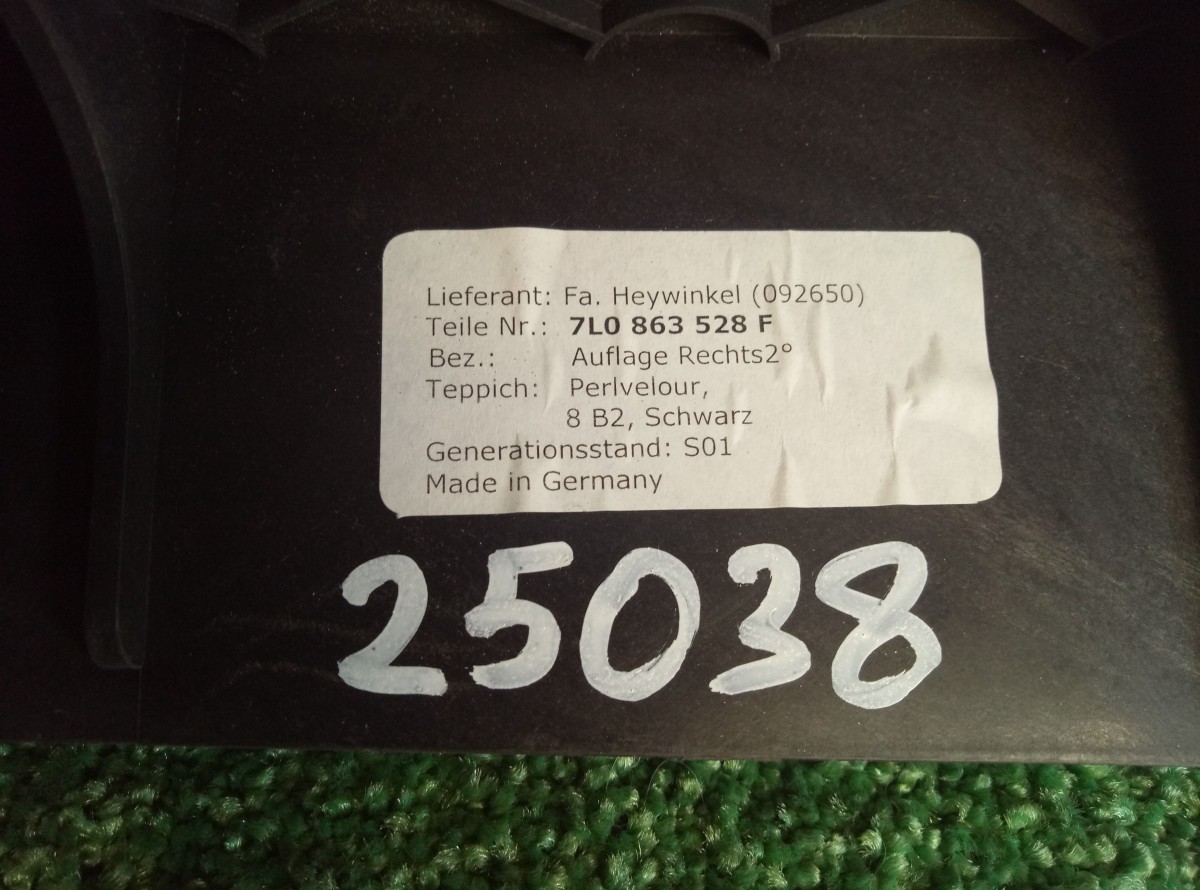 Lieferant: Fa. Heywinkel (092650)
Teile Nr.: 7L0 863 528 F
Bez.: Auflage Rechts2°
Teppich: Perlvelour,
8 B2, Schwarz
Generationsstand: S01
Made in Germany
25038